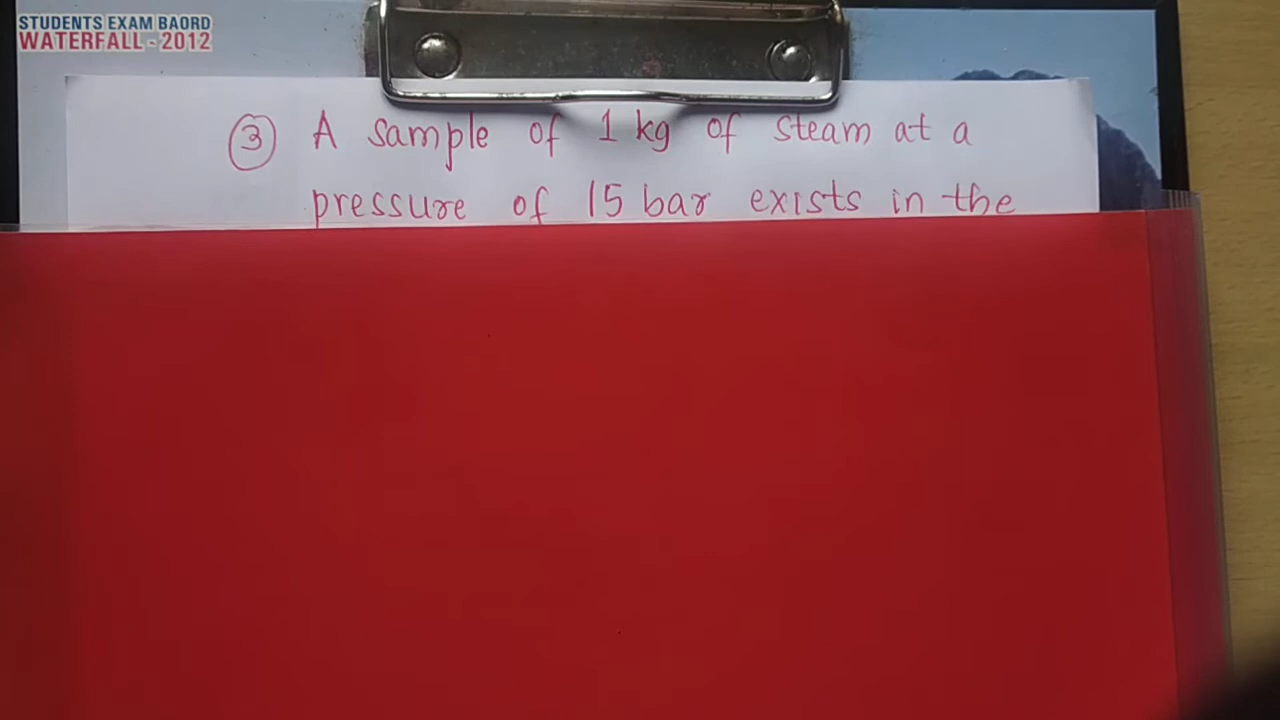 STUDENTS EXAM BAORD
WATERFALL - 2012
3 A sample of 1 kg of steam at a
pressure of 15 bar exists in the